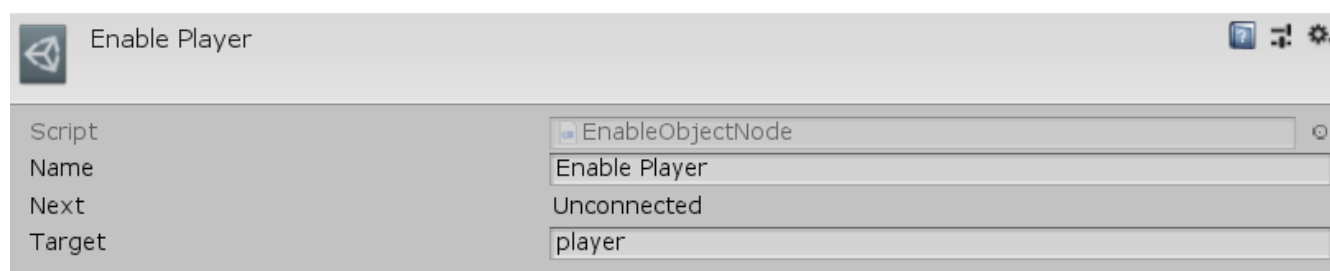 Enable Player
Script EnableObjectNode
Name Enable Player
Next Unconnected
Target player